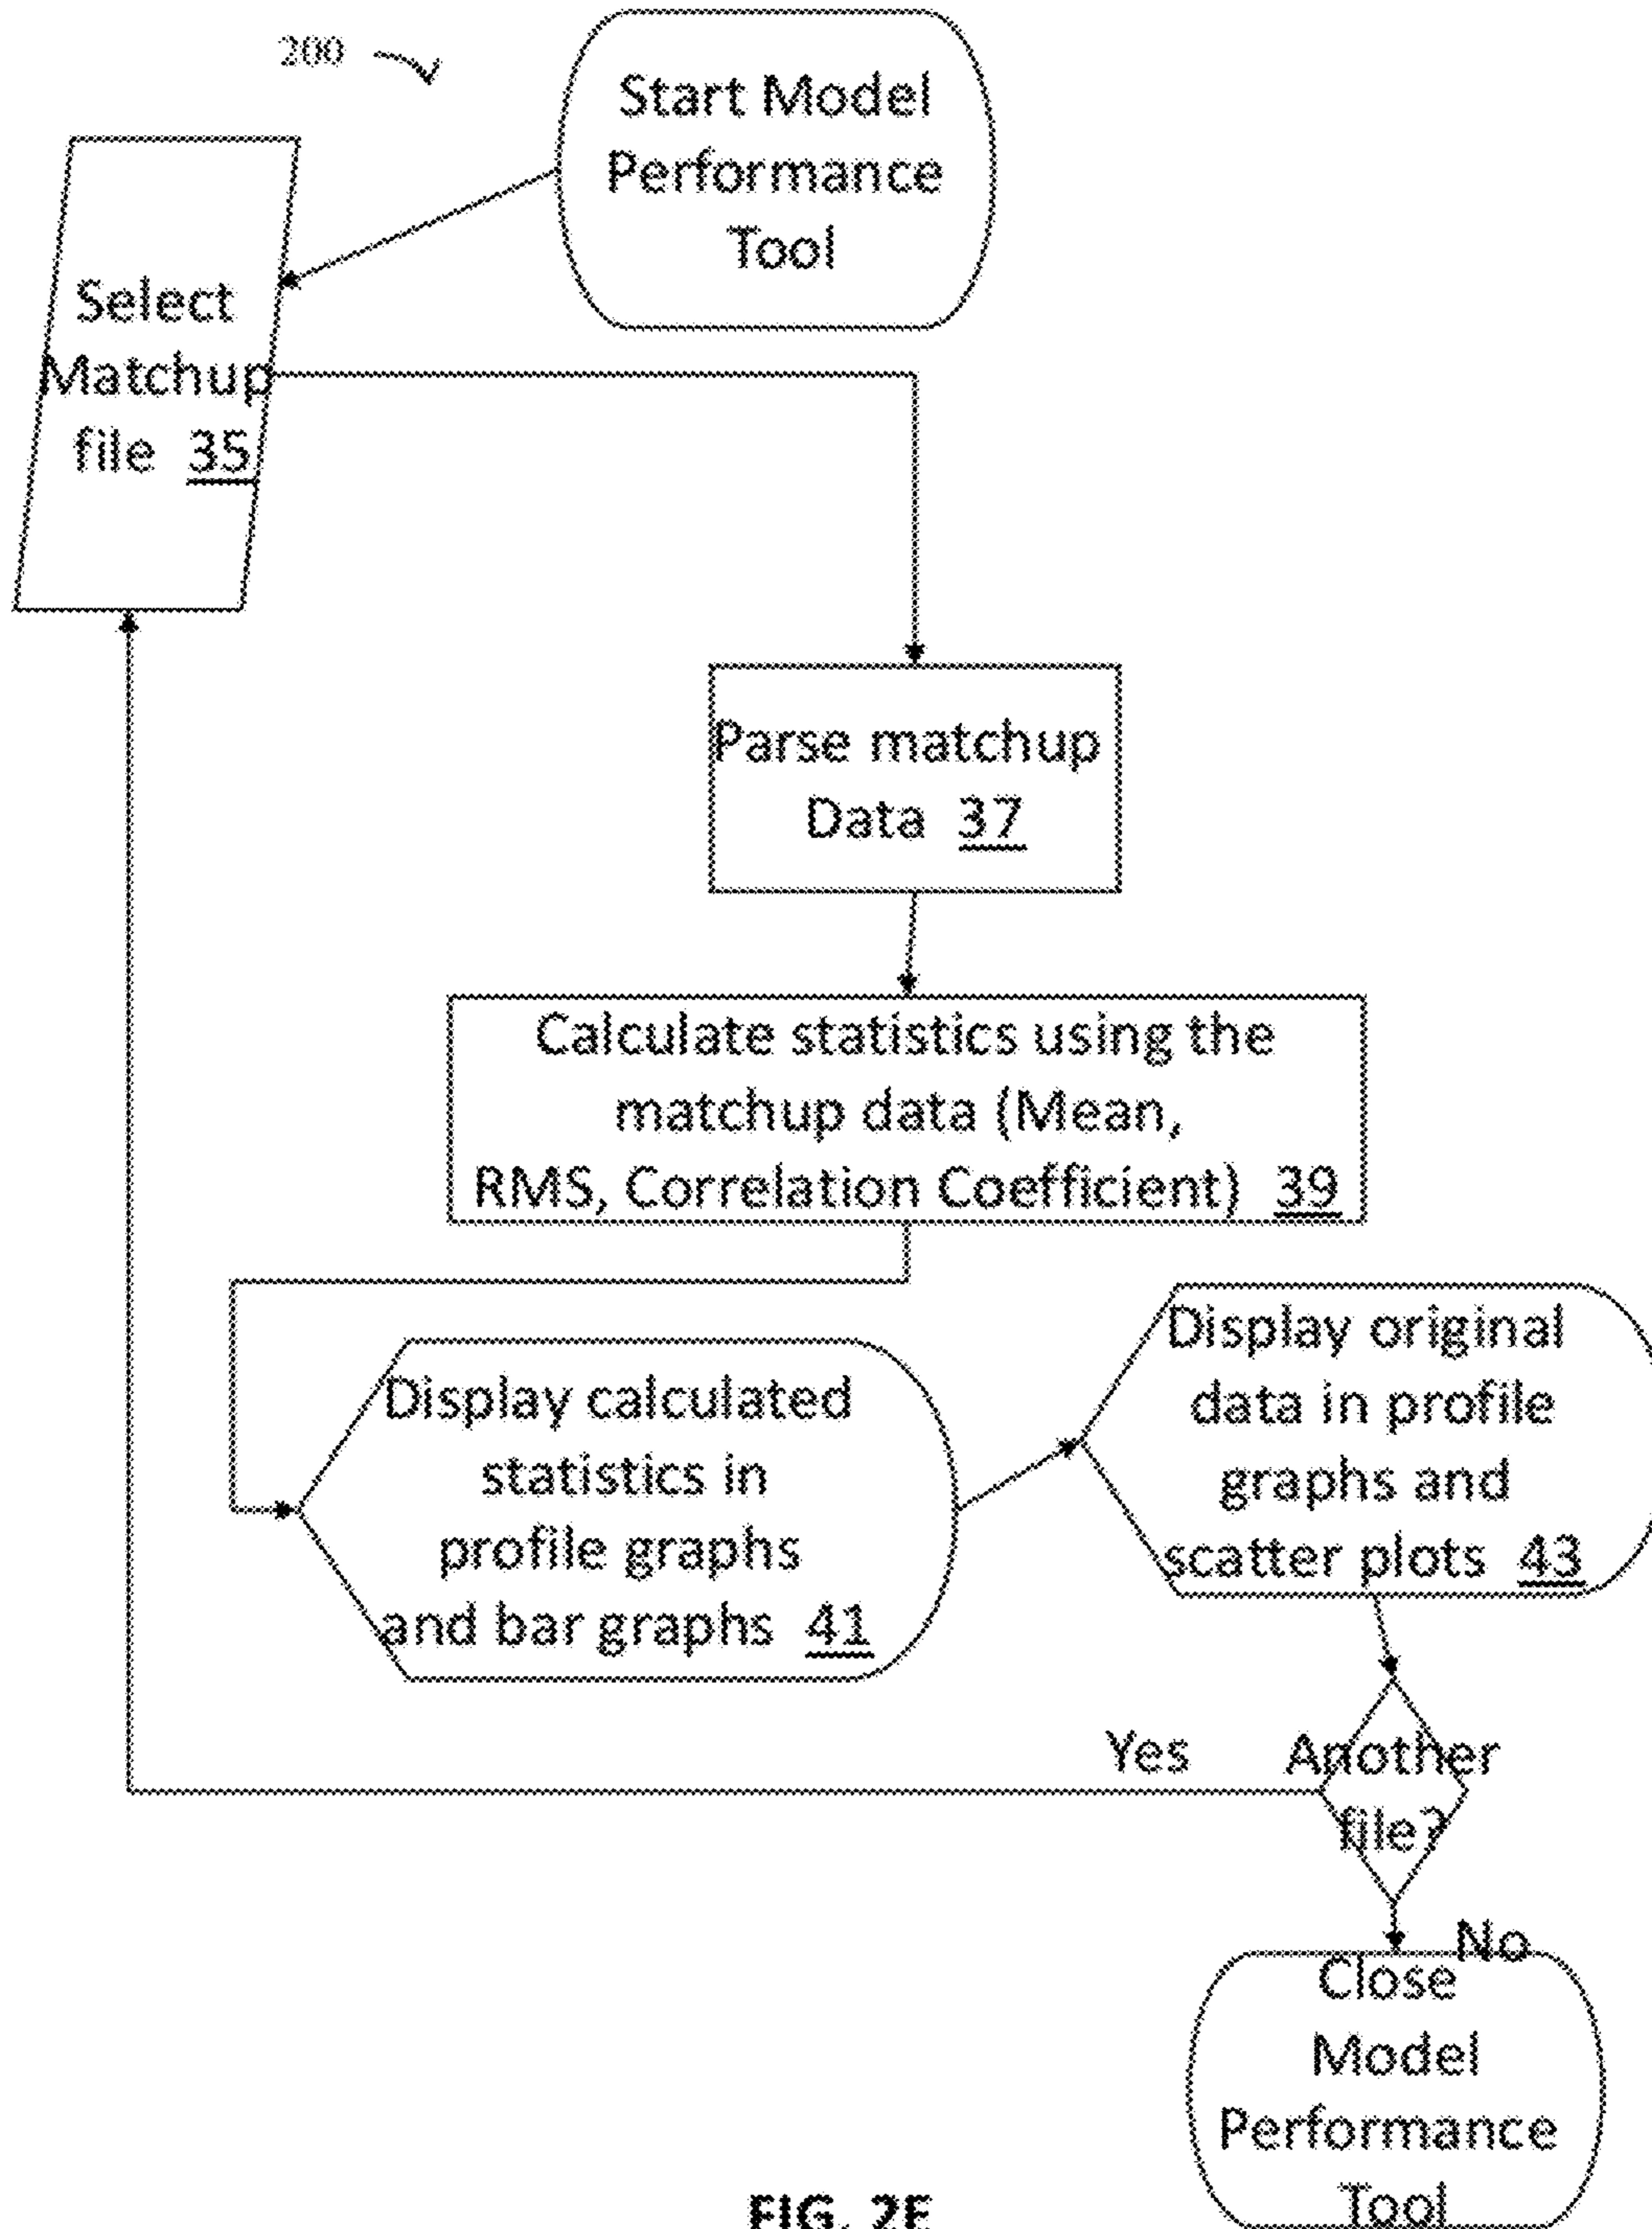 200
Start Model
Performance
Tool
Select
Matchup
file 35
Parse matchup
Data 37
Calculate statistics using the
matchup data (Mean,
RMS, Correlation Coefficient) 39
Display calculated
statistics in
profile graphs
and bar graphs 41
Display original
data in profile
graphs and
scatter plots 43
Yes
Another
file?
No
Close
Model
Performance
Tool
FIG. 2E